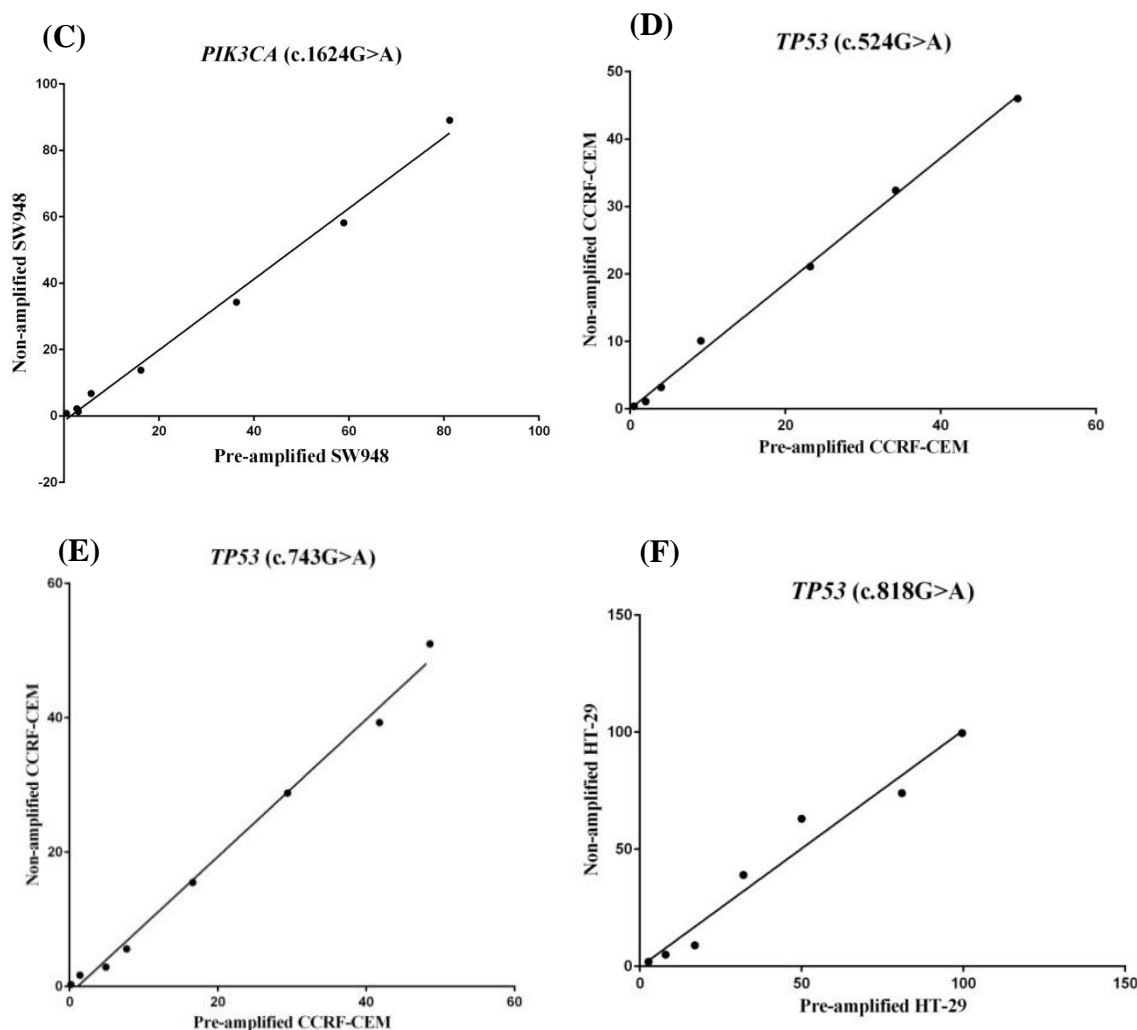 (C)
PIK3CA (c.1624G>A)
100
80
60
40
20
0
-20
Non-amplified SW948
20
40
60
80
100
Pre-amplified SW948
(D)
TP53 (c.524G>A)
50
40
30
20
10
0
Non-amplified CCRF-CEM
0
20
40
60
Pre-amplified CCRF-CEM
(E)
TP53 (c.743G>A)
60
40
20
0
Non-amplified CCRF-CEM
0
20
40
60
Pre-amplified CCRF-CEM
(F)
TP53 (c.818G>A)
150
100
50
0
Non-amplified HT-29
0
50
100
150
Pre-amplified HT-29